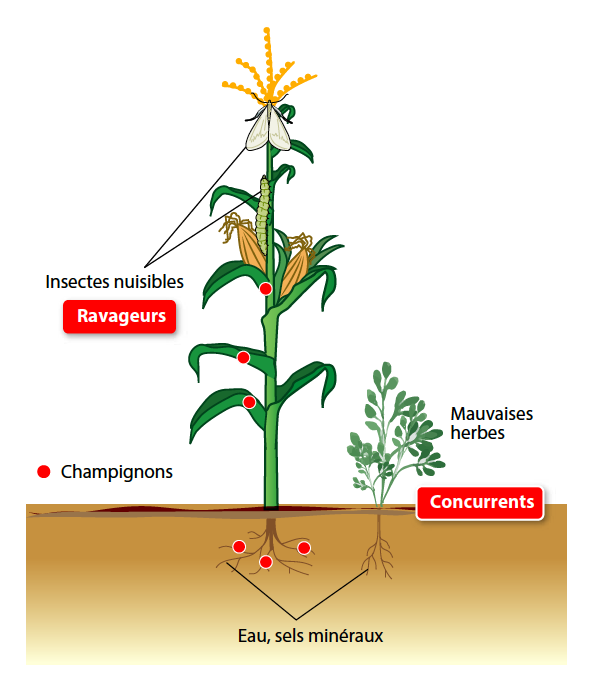 Insectes nuisibles
Ravageurs
Mauvaises
herbes
Champignons
Concurrents
Eau, sels minéraux